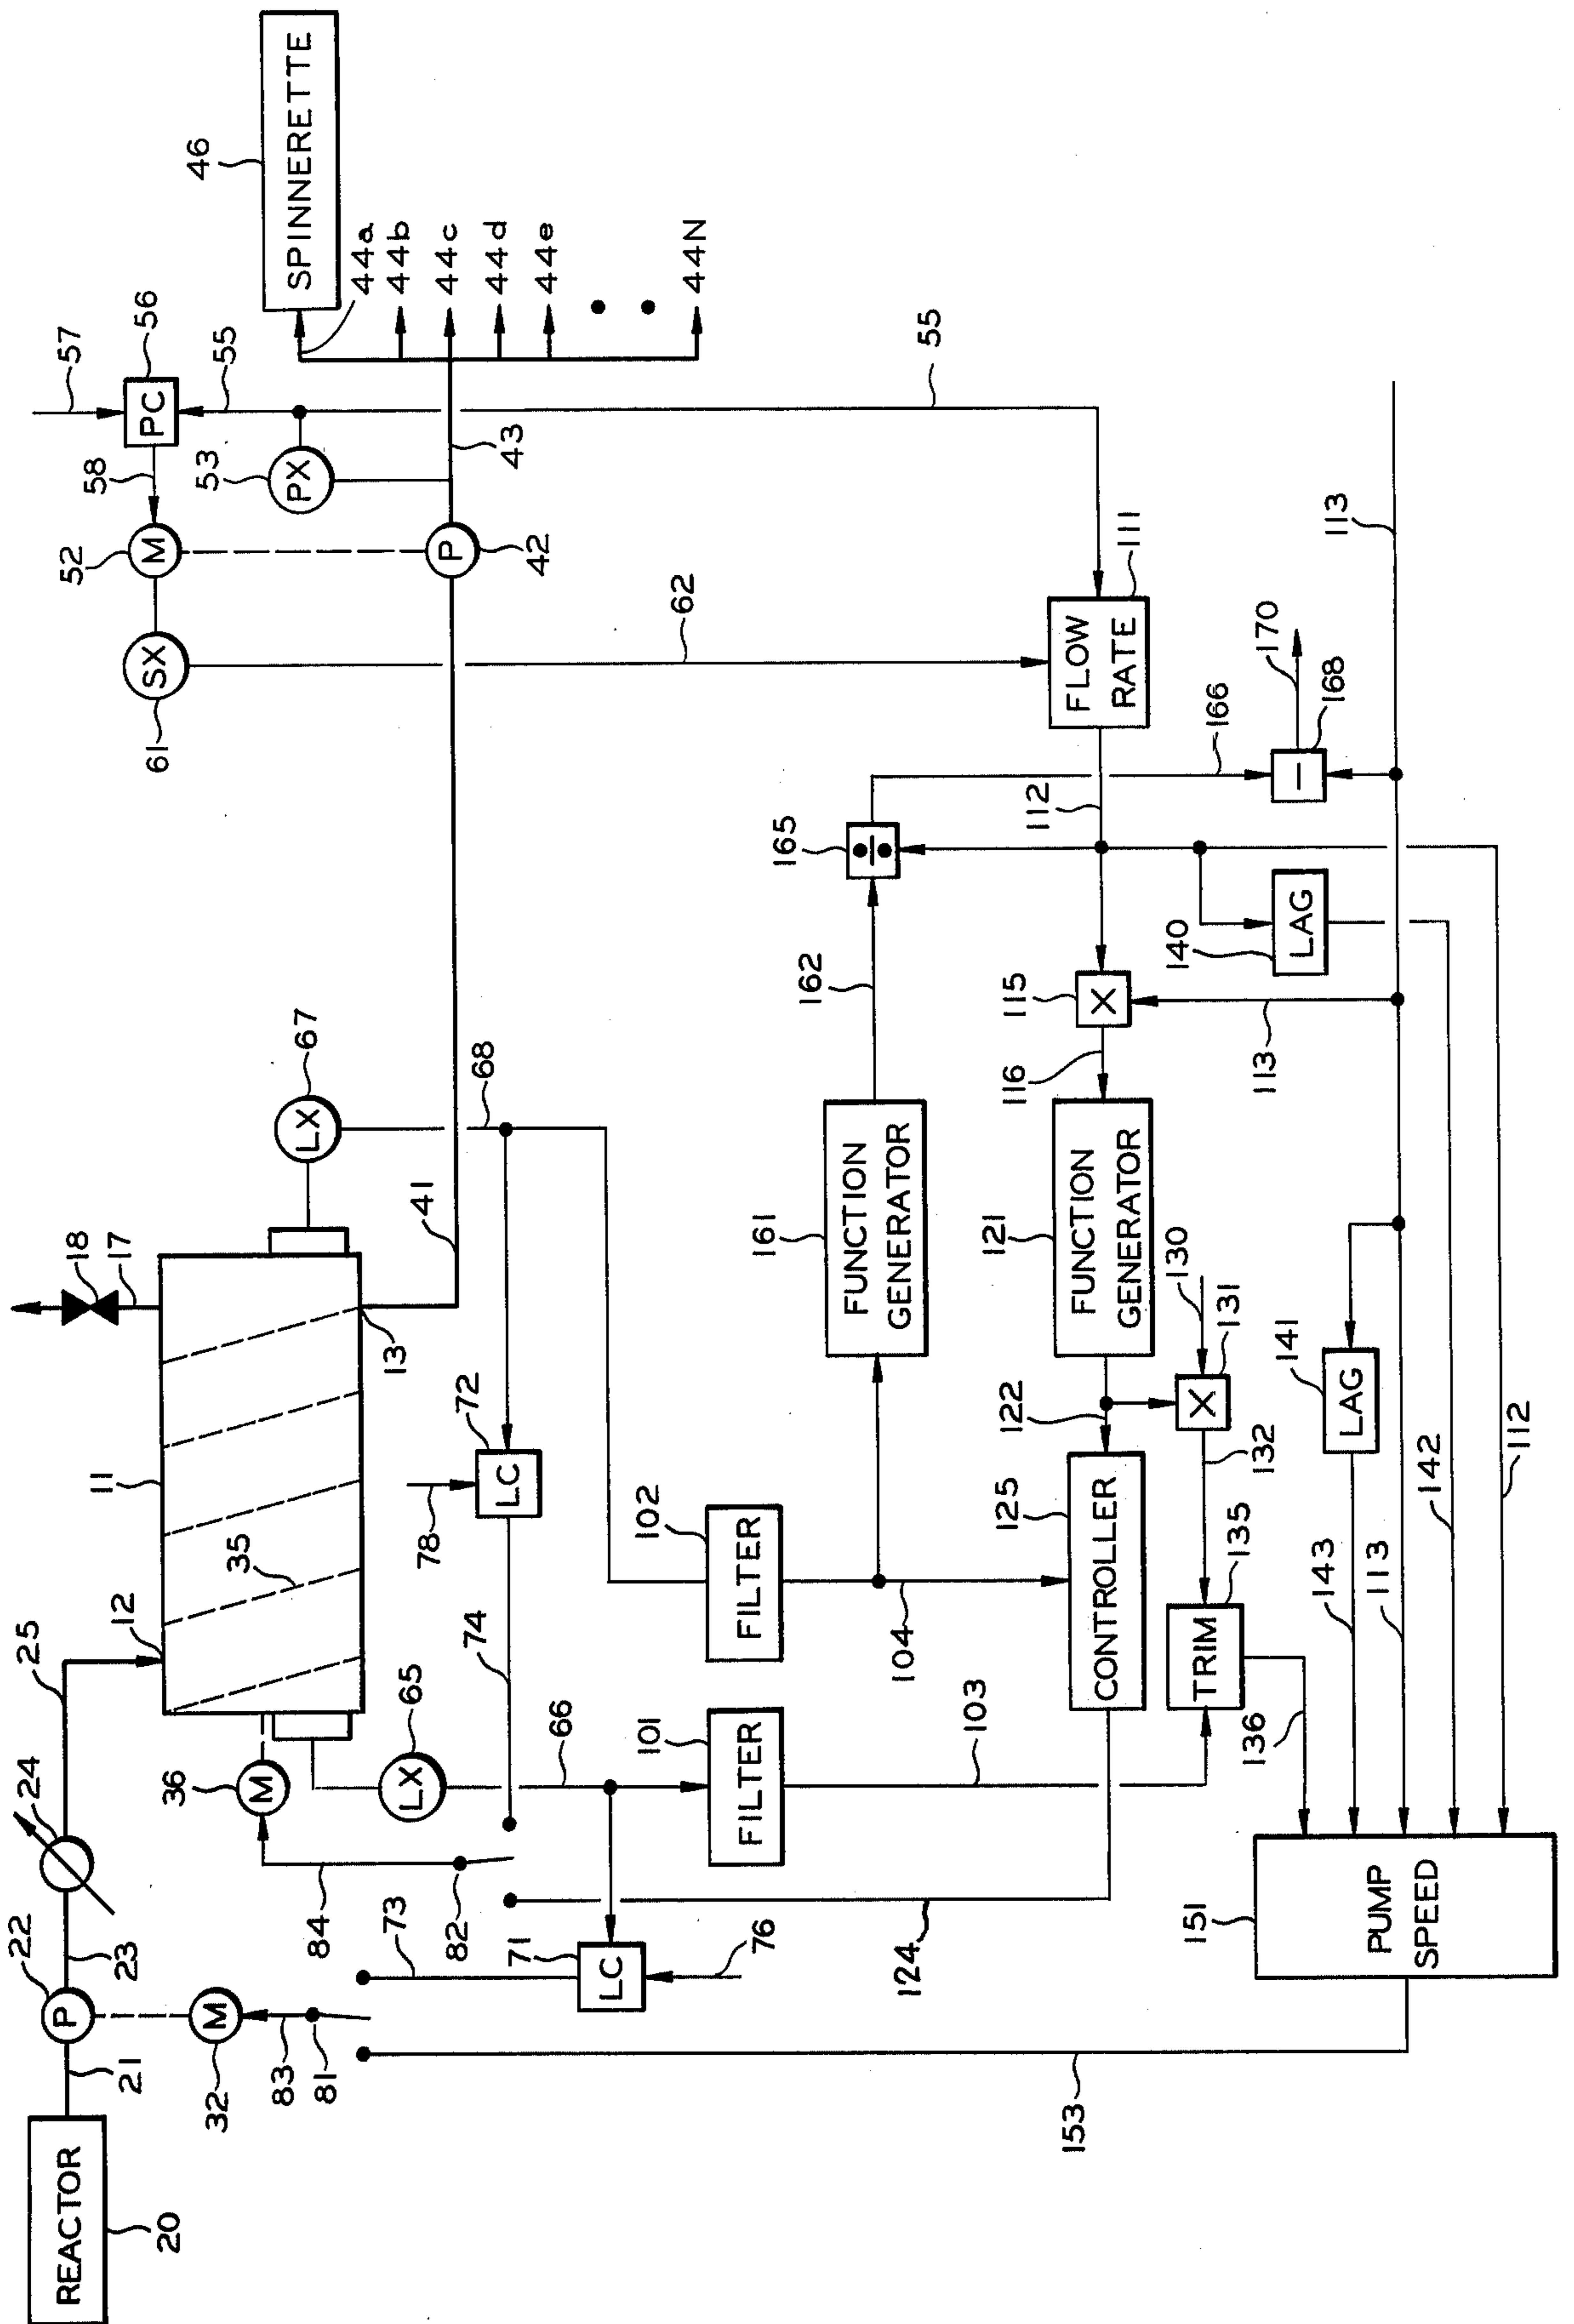 REACTOR
20
21
P
22
23
24
25
12
11
35
18
17
13
41
M
32
83
81
M
36
84
82
LX
65
66
LX
67
68
LC
71
73
76
LC
72
74
78
SX
61
62
M
52
58
PC
56
57
55
PX
53
P
42
43
SPINNERETTE
46
44a
44b
44c
44d
44e
44N
55
FILTER
101
103
FILTER
102
104
FUNCTION
GENERATOR
161
162
÷
165
166
–
168
170
FLOW
RATE
111
112
X
115
116
113
113
FUNCTION
GENERATOR
121
122
CONTROLLER
125
124
130
X
131
132
TRIM
135
136
LAG
140
142
LAG
141
143
113
112
PUMP
SPEED
151
153